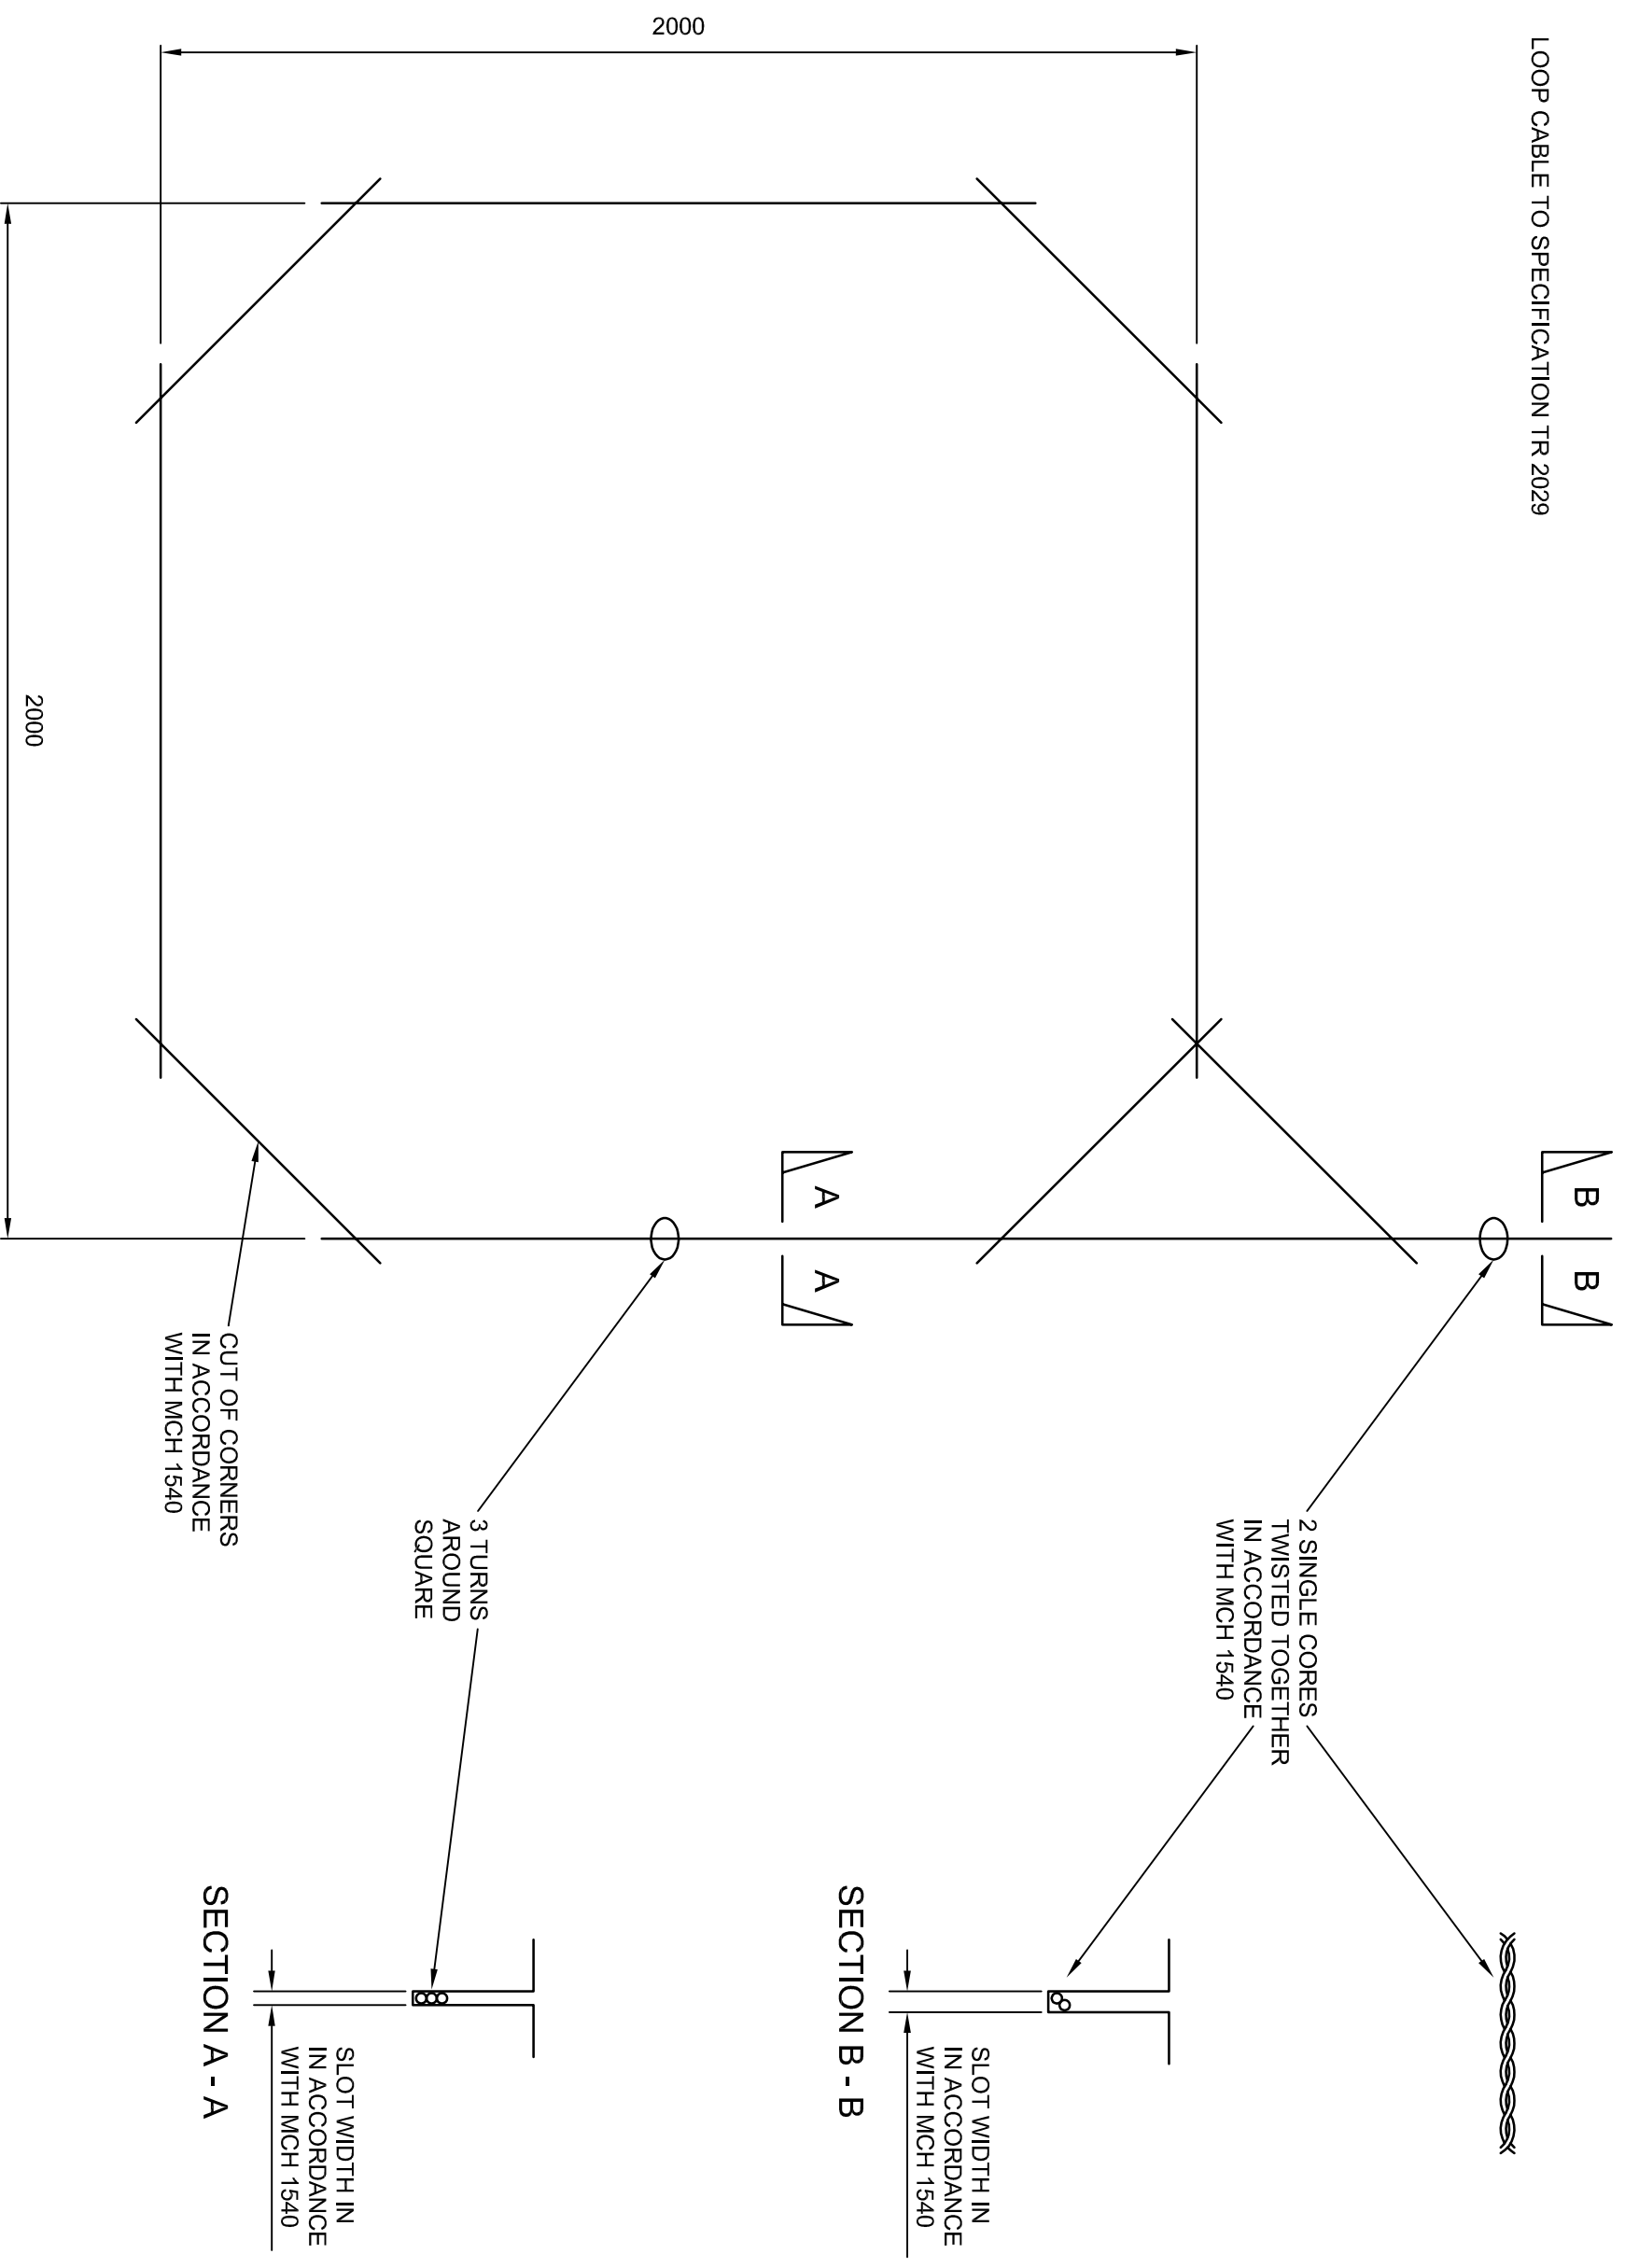 LOOP CABLE TO SPECIFICATION TR 2029
B
B
2 SINGLE CORES
TWISTED TOGETHER
IN ACCORDANCE
WITH MCH 1540
2000
A
A
SLOT WIDTH IN
IN ACCORDANCE
WITH MCH 1540
SECTION B - B
3 TURNS
AROUND
SQUARE
CUT OF CORNERS
IN ACCORDANCE
WITH MCH 1540
SLOT WIDTH IN
IN ACCORDANCE
WITH MCH 1540
SECTION A - A
2000